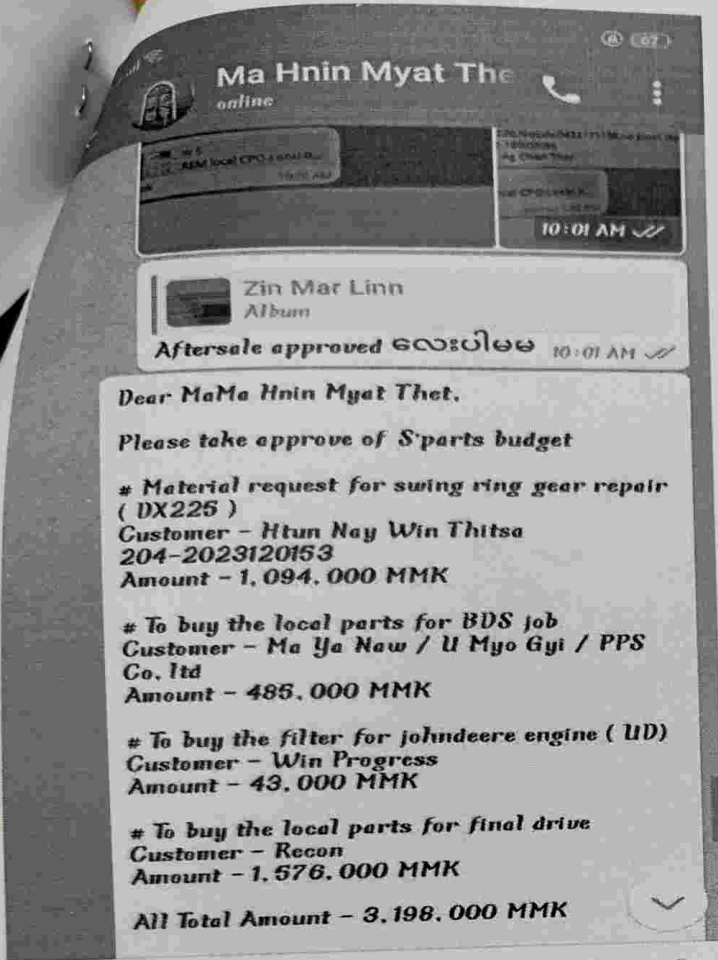 67
Ma Hnin Myat The
online
10:01 AM
Zin Mar Linn
Album
Aftersale approved လေးပါမမ 10:01 AM
Dear MaMa Hnin Myat Thet,
Please take approve of S'parts budget
# Material request for swing ring gear repair
( DX225 )
Customer - Htun Nay Win Thitsa
204-2023120153
Amount - 1,094,000 MMK
# To buy the local parts for BDS job
Customer - Ma Ya Naw / U Myo Gyi / PPS
Co. ltd
Amount - 485,000 MMK
# To buy the filter for johndeere engine ( UD)
Customer - Win Progress
Amount - 43,000 MMK
# To buy the local parts for final drive
Customer - Recon
Amount - 1,576,000 MMK
All Total Amount - 3,198,000 MMK